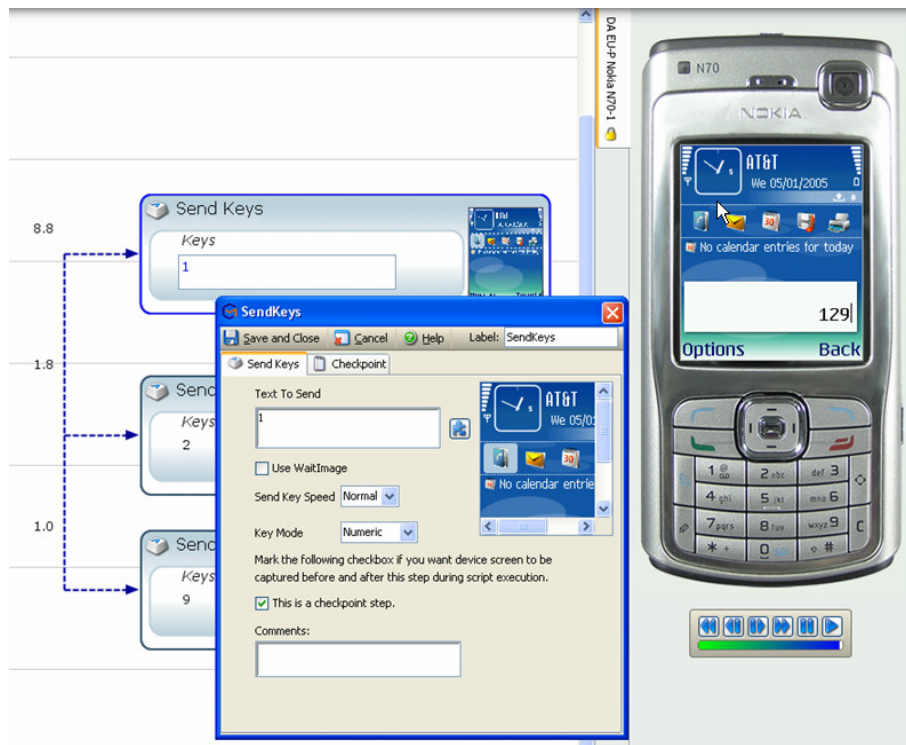 8.8
Send Keys
Keys
1
1.8
Send
Keys
2
1.0
Send
Keys
9
SendKeys
Save and Close
Cancel
Help
Label: SendKeys
Send Keys
Checkpoint
Text To Send
1
Use WaitImage
Send Key Speed Normal
Key Mode Numeric
Mark the following checkbox if you want device screen to be
captured before and after this step during script execution.
This is a checkpoint step.
Comments:
AT&T
We 05/01
No calendar entrie
DA EU-P Nokia N70-1
N70
NOKIA
AT&T
We 05/01/2005
No calendar entries for today
129
Options Back
1 2 abc def 3
4 ghi 5 jkl mno 6
7 pqrs 8 tuv wxyz 9 C
* + 0 #